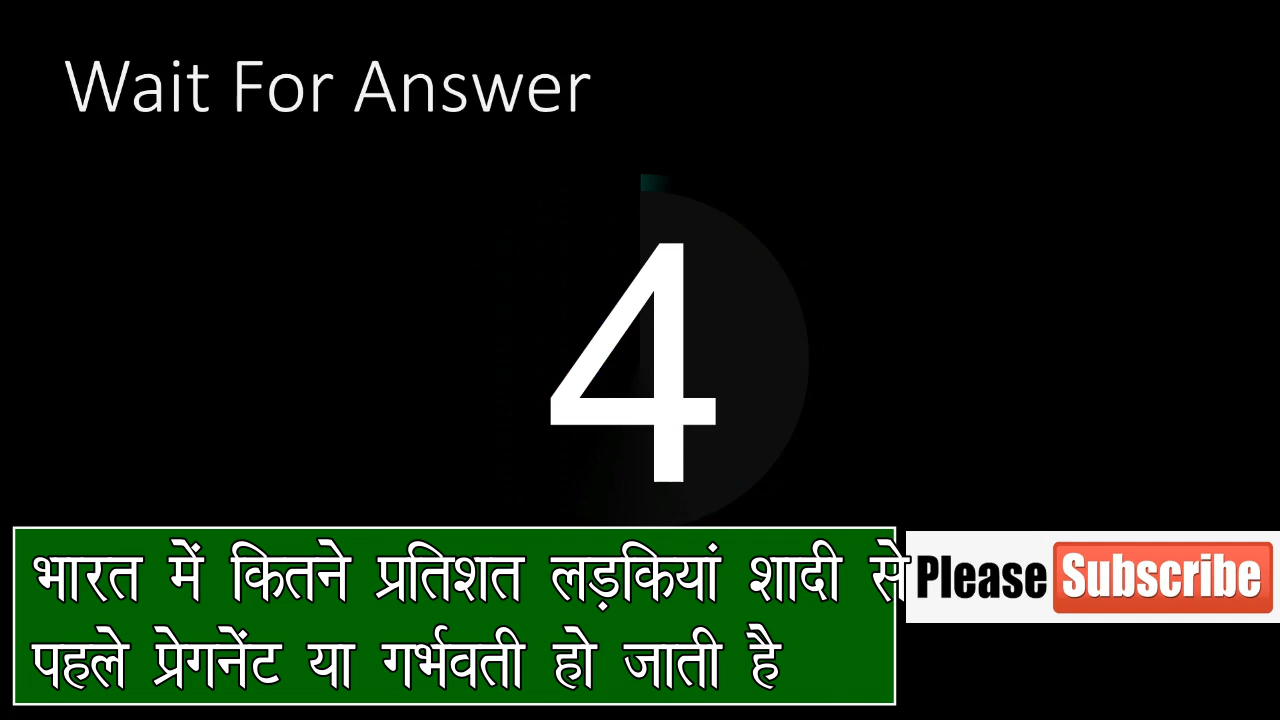 Wait For Answer
4
भारत में कितने प्रतिशत लड़कियां शादी से
पहले प्रेगनेंट या गर्भवती हो जाती है
Please Subscribe